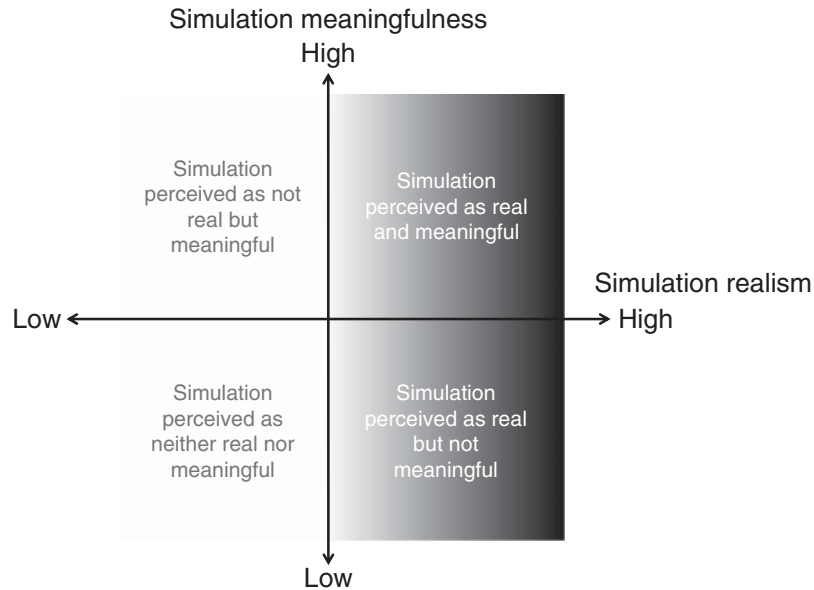 Simulation meaningfulness
High
Simulation
perceived as not
real but
meaningful
Simulation
perceived as real
and meaningful
Simulation realism
Low
High
Simulation
perceived as
neither real nor
meaningful
Simulation
perceived as real
but not
meaningful
Low